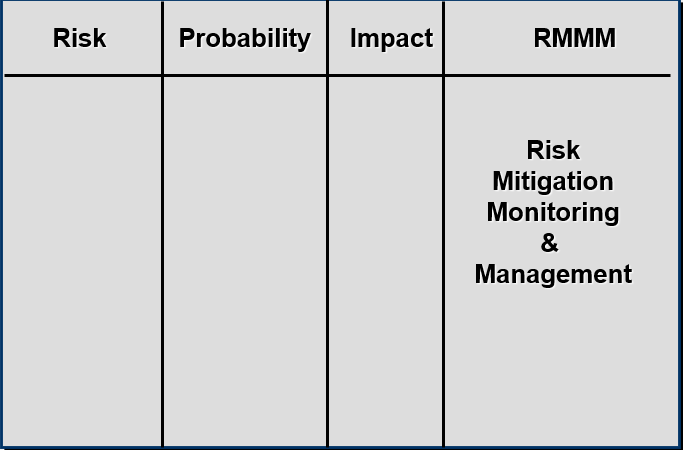 Risk Probability Impact RMMM
Risk
Mitigation
Monitoring
&
Management